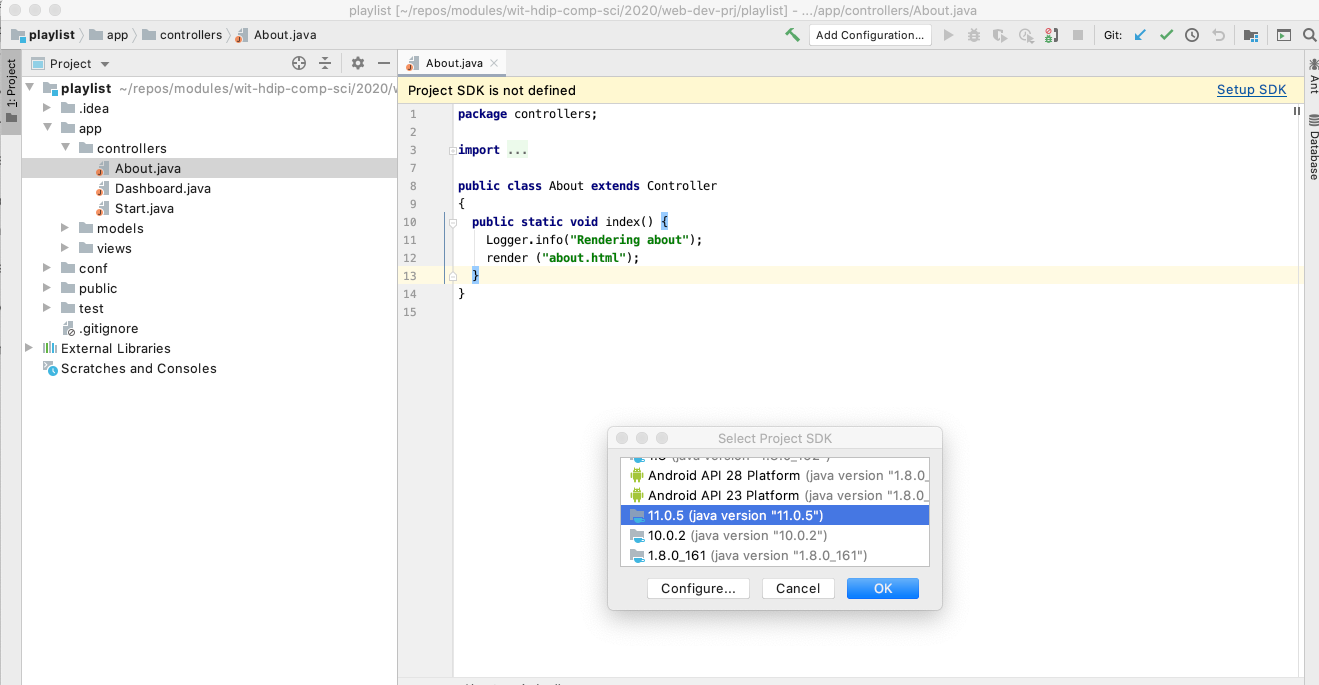 playlist [~/repos/modules/wit-hdip-comp-sci/2020/web-dev-prj/playlist] - .../app/controllers/About.java
playlist app controllers About.java Add Configuration... Git:
1: Project
Project
playlist ~/repos/modules/wit-hdip-comp-sci/2020/
.idea
app
controllers
About.java
Dashboard.java
Start.java
models
views
conf
public
test
.gitignore
External Libraries
Scratches and Consoles
About.java
Project SDK is not defined Setup SDK
1 package controllers;
2
3 import ...
7
8 public class About extends Controller
9 {
10 public static void index() {
11 Logger.info("Rendering about");
12 render ("about.html");
13 }
14 }
15
Select Project SDK
Android API 28 Platform (java version "1.8.0_
Android API 23 Platform (java version "1.8.0_
11.0.5 (java version "11.0.5")
10.0.2 (java version "10.0.2")
1.8.0_161 (java version "1.8.0_161")
Configure... Cancel OK
Ant
Database